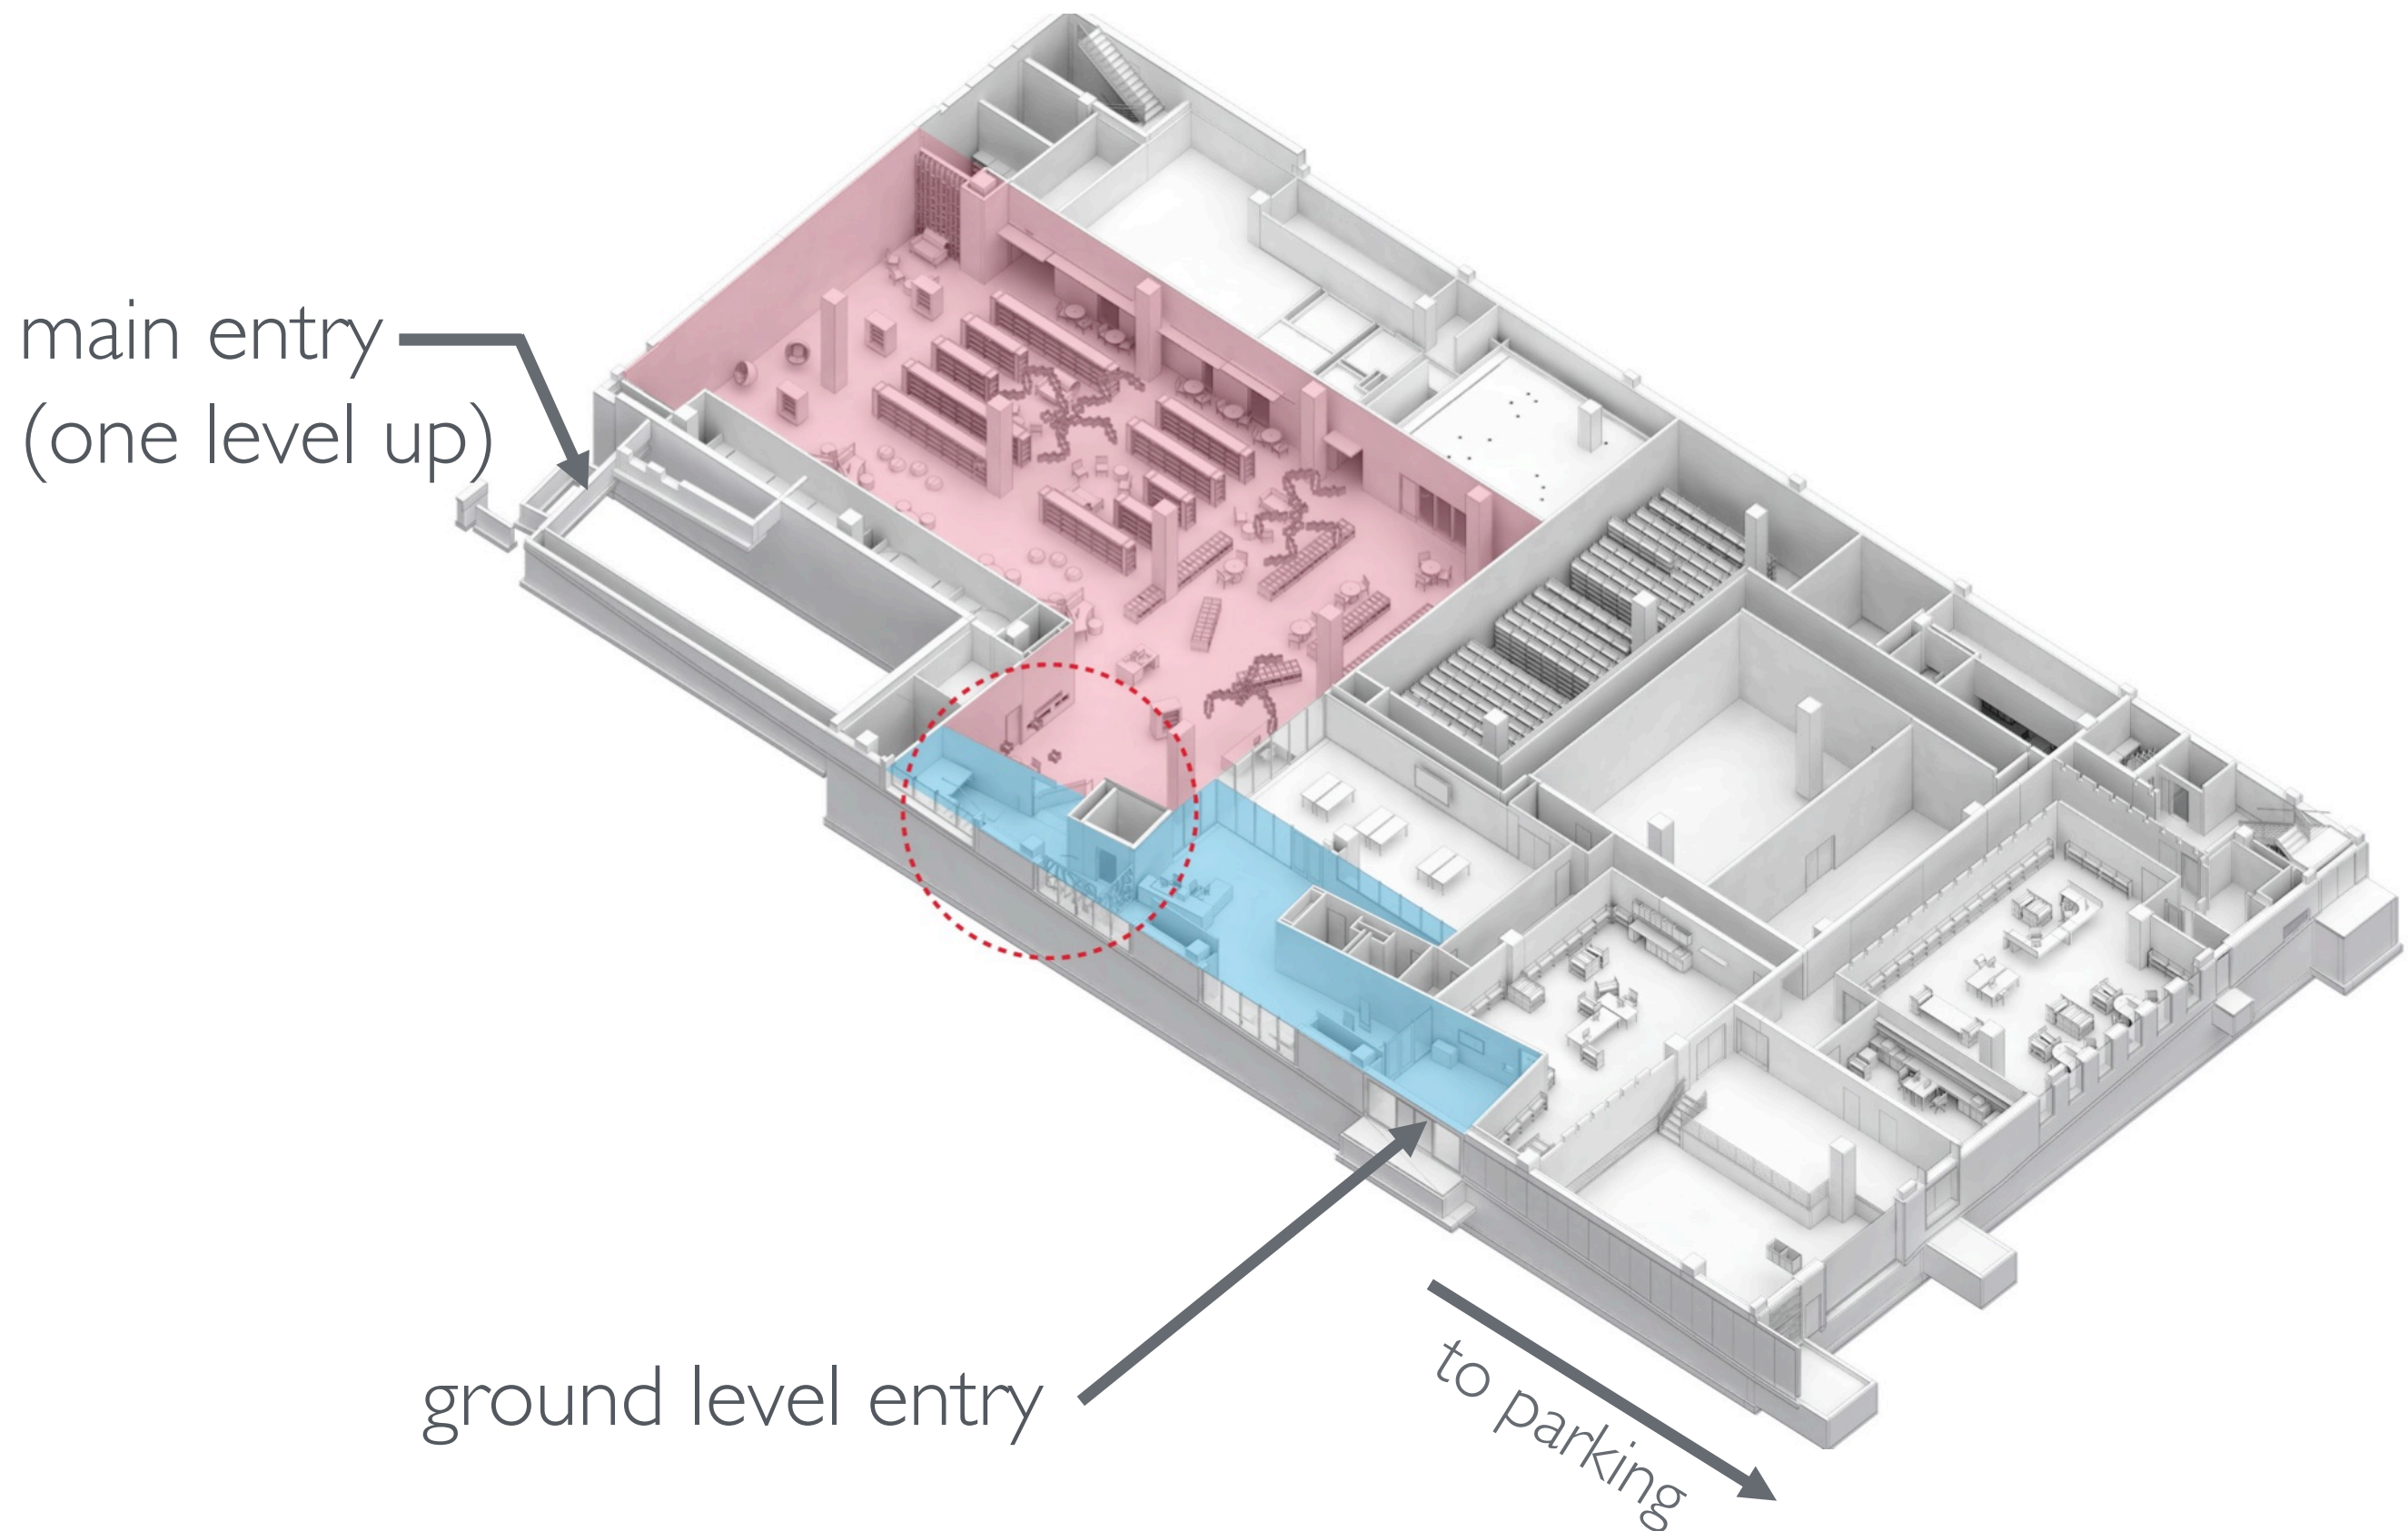 main entry
(one level up)
ground level entry
to parking